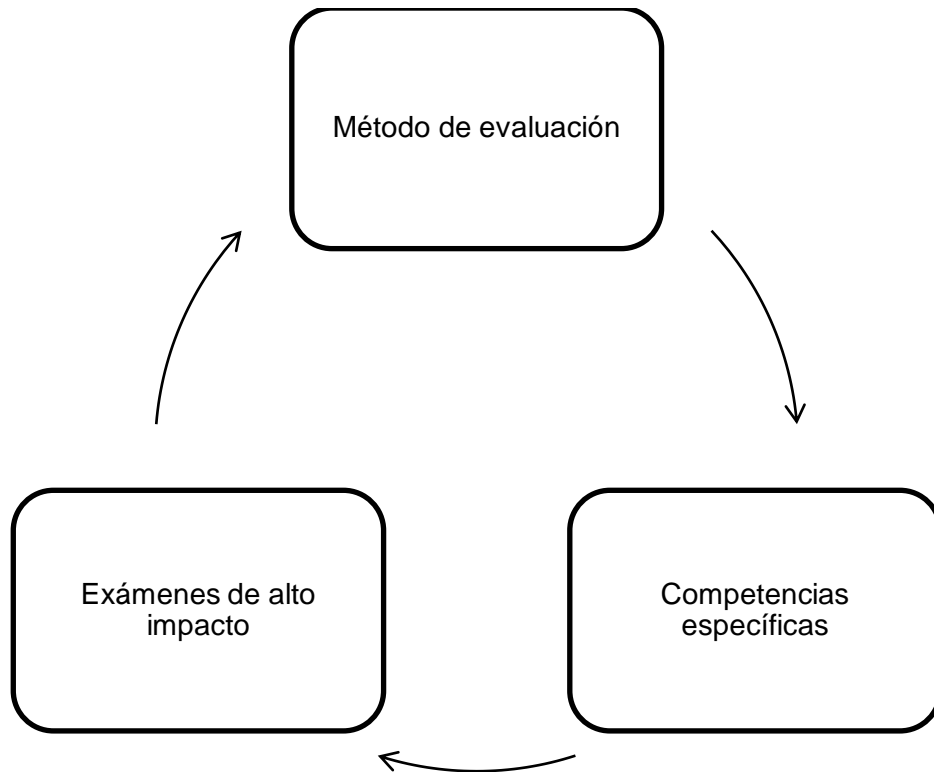 Método de evaluación
Exámenes de alto
impacto
Competencias
específicas